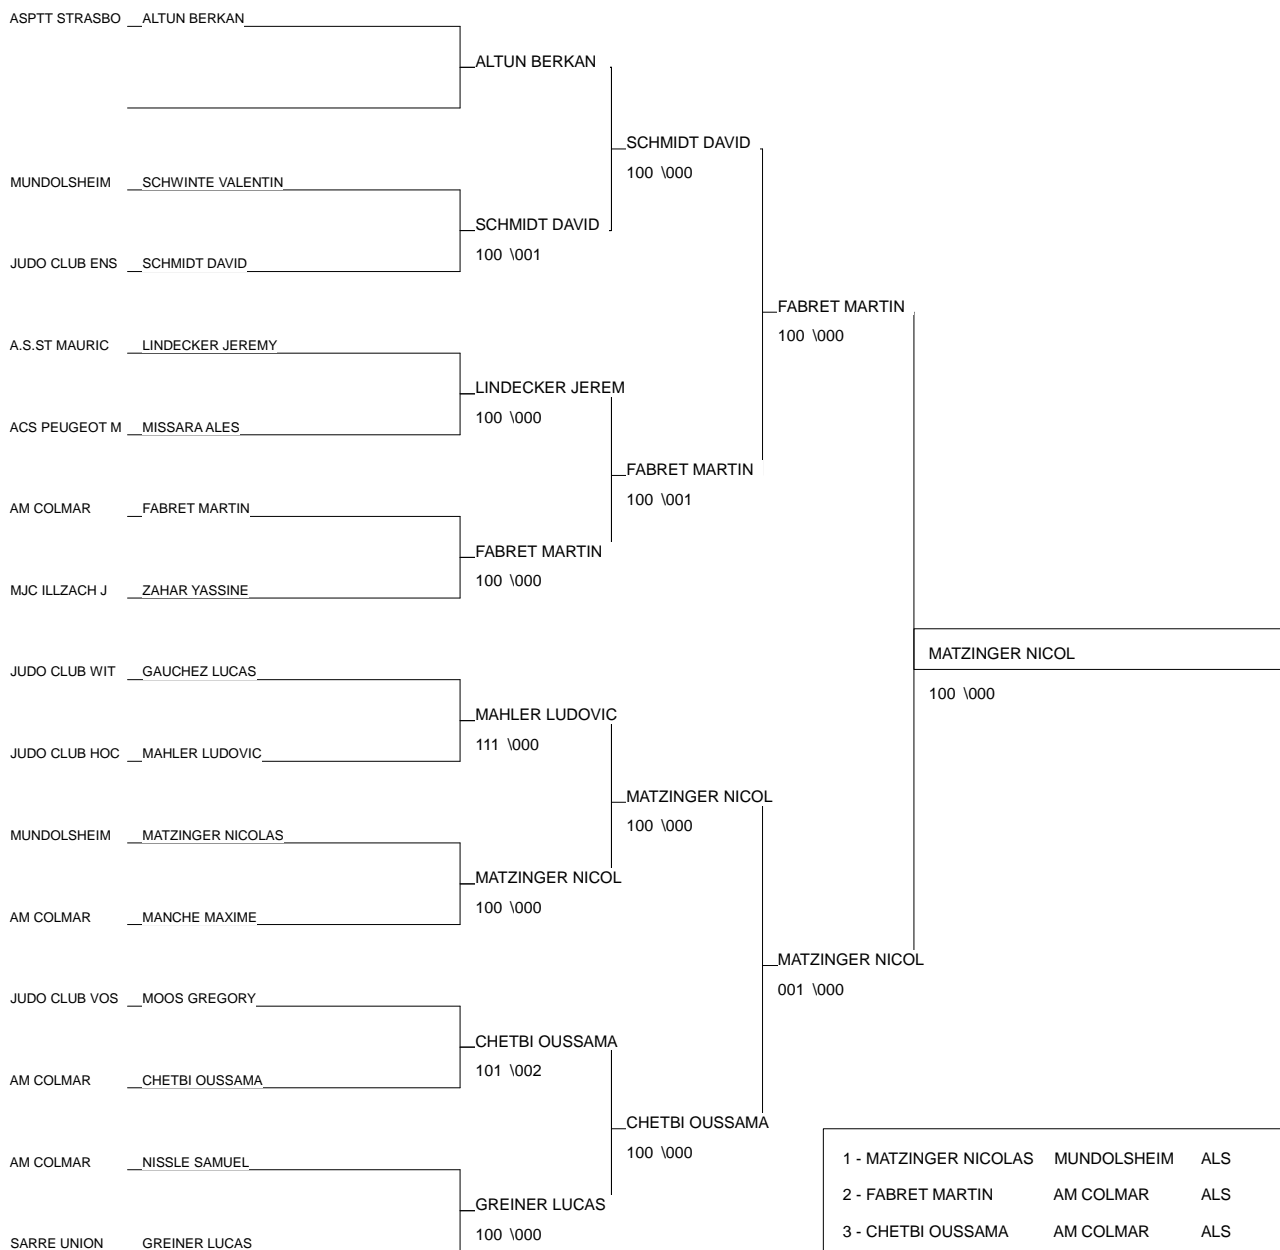 ASPTT STRASBO ALTUN BERKAN
ALTUN BERKAN
SCHMIDT DAVID
100 \000
MUNDOLSHEIM SCHWINTE VALENTIN
SCHMIDT DAVID
100 \001
JUDO CLUB ENS SCHMIDT DAVID
FABRET MARTIN
100 \000
A.S.ST MAURIC LINDECKER JEREMY
LINDECKER JEREM
100 \000
ACS PEUGEOT M MISSARA ALES
FABRET MARTIN
100 \001
AM COLMAR FABRET MARTIN
FABRET MARTIN
100 \000
MJC ILLZACH J ZAHAR YASSINE
MATZINGER NICOL
100 \000
JUDO CLUB WIT GAUCHEZ LUCAS
MAHLER LUDOVIC
111 \000
JUDO CLUB HOC MAHLER LUDOVIC
MATZINGER NICOL
100 \000
MUNDOLSHEIM MATZINGER NICOLAS
MATZINGER NICOL
100 \000
AM COLMAR MANCHE MAXIME
MATZINGER NICOL
001 \000
JUDO CLUB VOS MOOS GREGORY
CHETBI OUSSAMA
101 \002
AM COLMAR CHETBI OUSSAMA
CHETBI OUSSAMA
100 \000
AM COLMAR NISSLE SAMUEL
GREINER LUCAS
100 \000
SARRE UNION GREINER LUCAS
1 - MATZINGER NICOLAS MUNDOLSHEIM ALS
2 - FABRET MARTIN AM COLMAR ALS
3 - CHETBI OUSSAMA AM COLMAR ALS